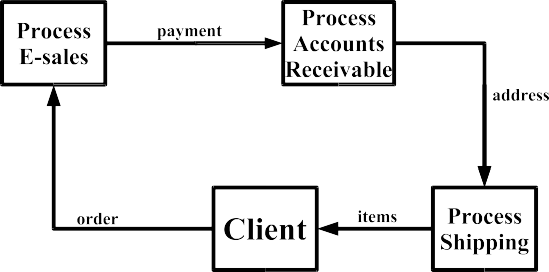 Process
E-sales
payment
Process
Accounts
Receivable
address
order
Client
items
Process
Shipping